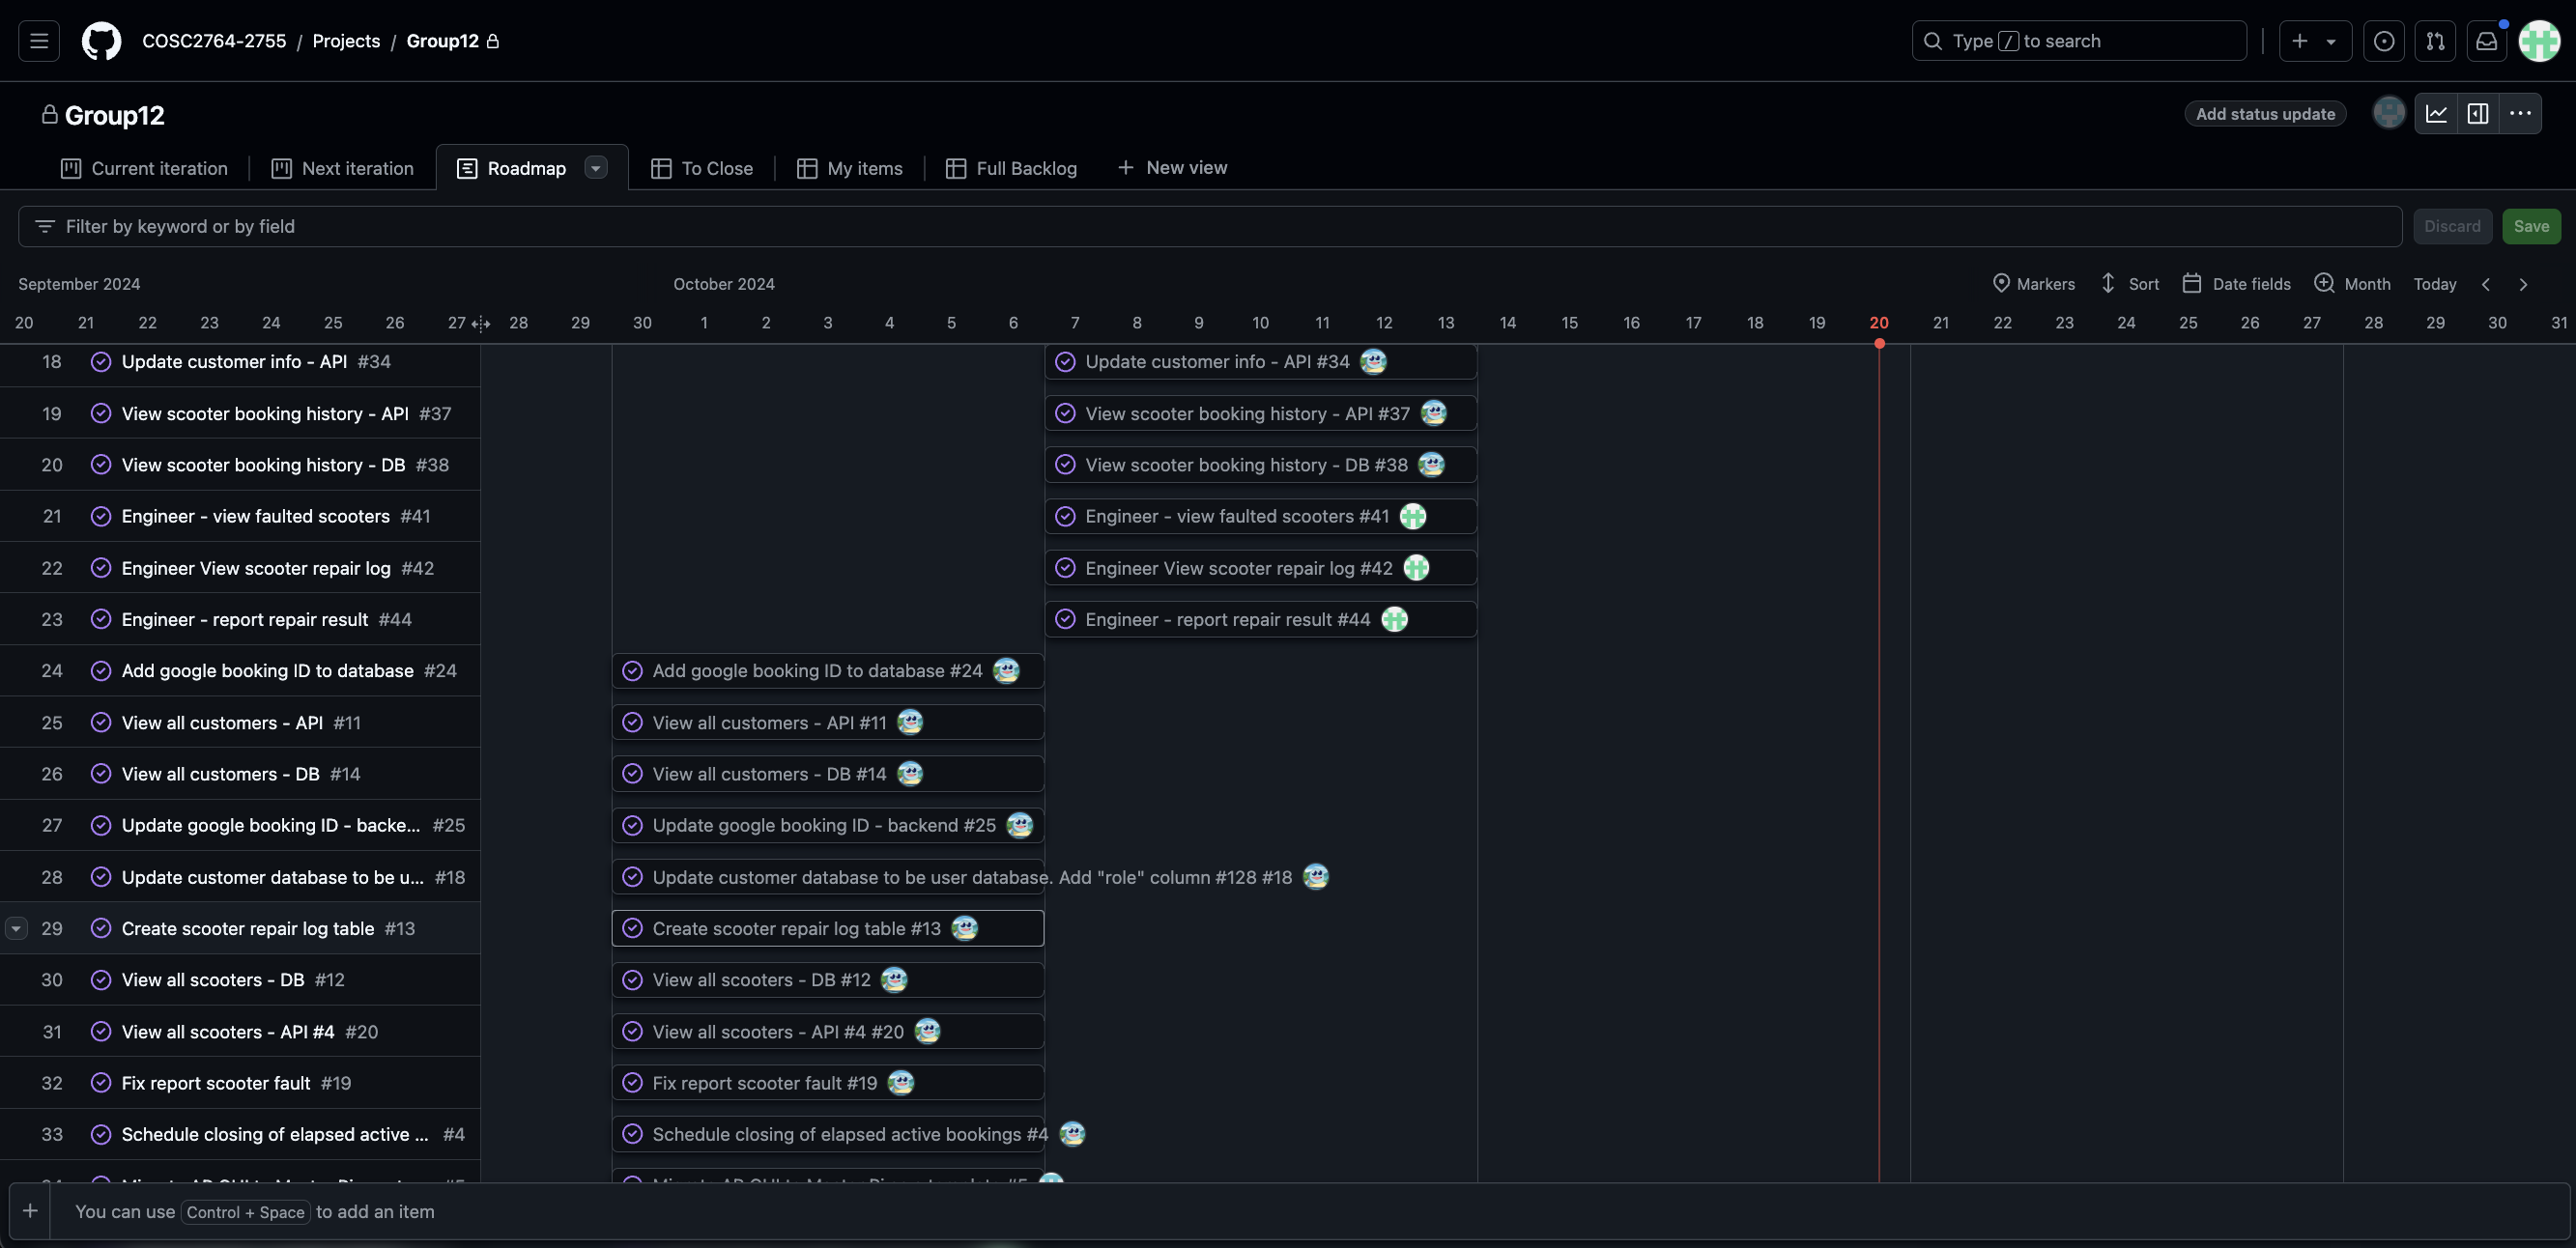 COSC2764-2755 / Projects / Group12
Type / to search
Group12
Add status update
Current iteration
Next iteration
Roadmap
To Close
My items
Full Backlog
New view
Filter by keyword or by field
Discard
Save
September 2024
October 2024
Markers
Sort
Date fields
Month
Today
20 21 22 23 24 25 26 27 28 29 30 1 2 3 4 5 6 7 8 9 10 11 12 13 14 15 16 17 18 19 20 21 22 23 24 25 26 27 28 29 30 31
18 Update customer info - API #34
Update customer info - API #34
19 View scooter booking history - API #37
View scooter booking history - API #37
20 View scooter booking history - DB #38
View scooter booking history - DB #38
21 Engineer - view faulted scooters #41
Engineer - view faulted scooters #41
22 Engineer View scooter repair log #42
Engineer View scooter repair log #42
23 Engineer - report repair result #44
Engineer - report repair result #44
24 Add google booking ID to database #24
Add google booking ID to database #24
25 View all customers - API #11
View all customers - API #11
26 View all customers - DB #14
View all customers - DB #14
27 Update google booking ID - backe... #25
Update google booking ID - backend #25
28 Update customer database to be u... #18
Update customer database to be user database. Add "role" column #128 #18
29 Create scooter repair log table #13
Create scooter repair log table #13
30 View all scooters - DB #12
View all scooters - DB #12
31 View all scooters - API #4 #20
View all scooters - API #4 #20
32 Fix report scooter fault #19
Fix report scooter fault #19
33 Schedule closing of elapsed active ... #4
Schedule closing of elapsed active bookings #4
You can use Control + Space to add an item